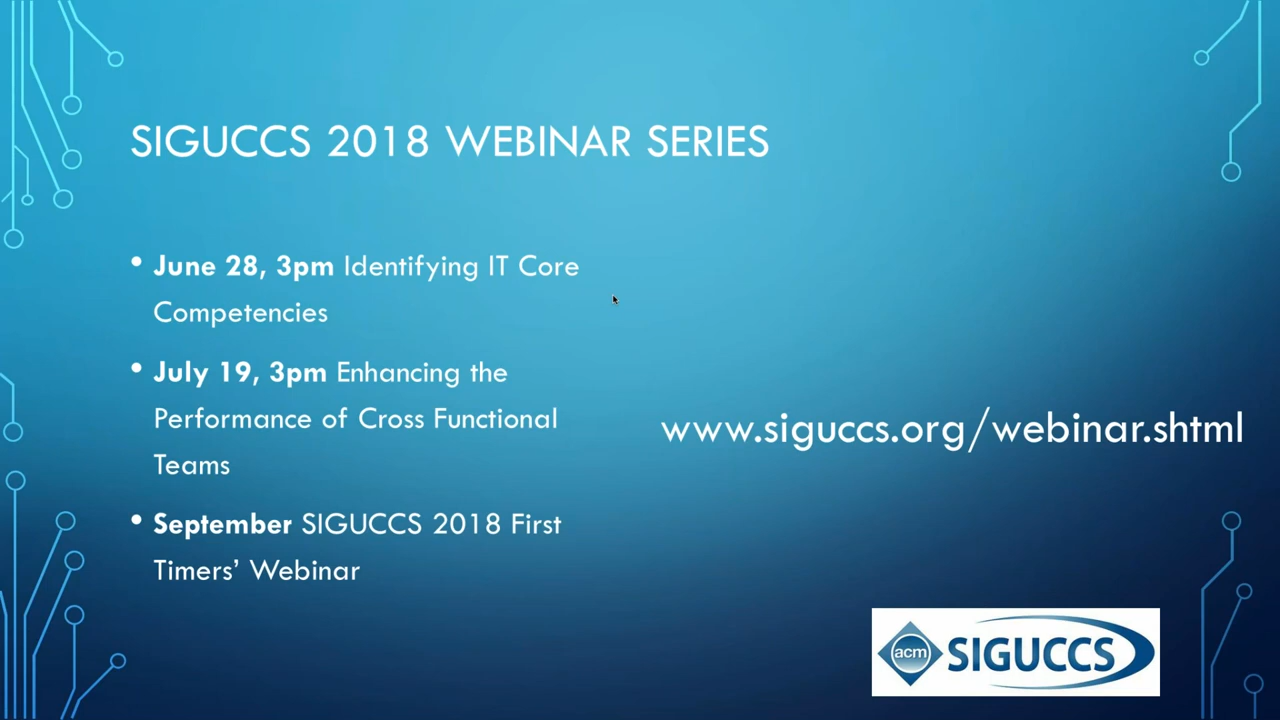 SIGUCCS 2018 WEBINAR SERIES
• June 28, 3pm Identifying IT Core
Competencies
• July 19, 3pm Enhancing the
Performance of Cross Functional
Teams
• September SIGUCCS 2018 First
Timers’ Webinar
www.siguccs.org/webinar.shtml
acm SIGUCCS